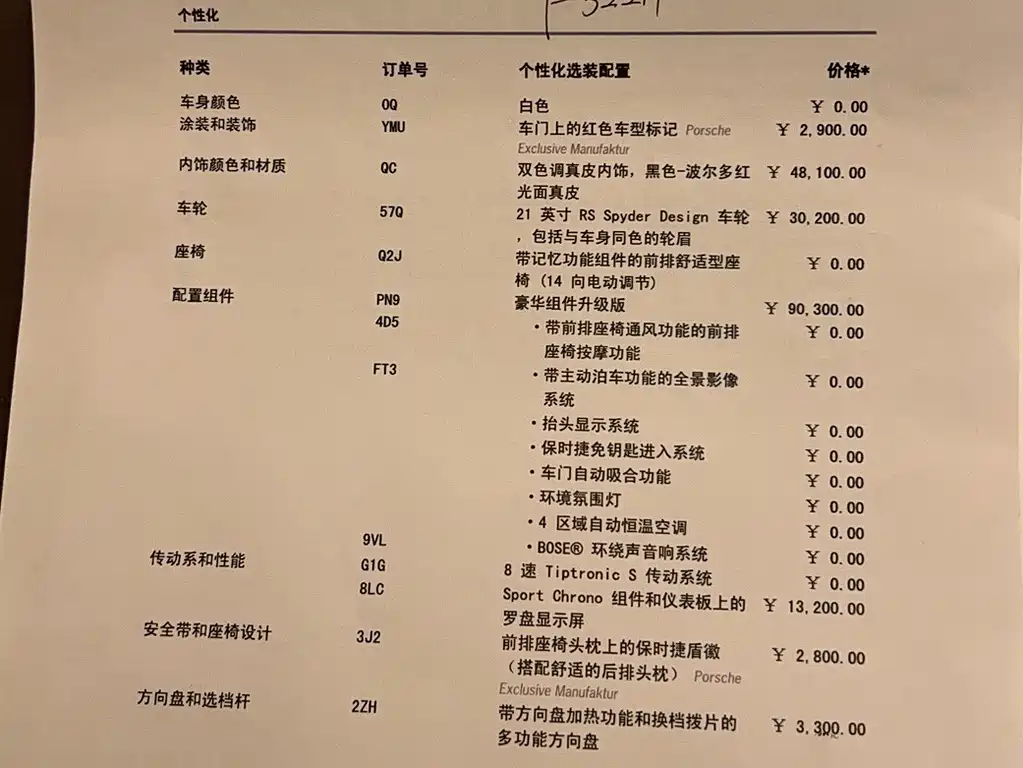 个性化
种类 订单号 个性化选装配置 价格*
车身颜色 0Q 白色 ¥ 0.00
涂装和装饰 YMU 车门上的红色车型标记 Porsche ¥ 2,900.00
Exclusive Manufaktur
内饰颜色和材质 QC 双色调真皮内饰，黑色-波尔多红 ¥ 48,100.00
光面真皮
车轮 57Q 21 英寸 RS Spyder Design 车轮 ¥ 30,200.00
，包括与车身同色的轮眉
座椅 Q2J 带记忆功能组件的前排舒适型座 ¥ 0.00
椅 (14 向电动调节)
配置组件 PN9 豪华组件升级版 ¥ 90,300.00
4D5 ·带前排座椅通风功能的前排 ¥ 0.00
座椅按摩功能
FT3 ·带主动泊车功能的全景影像 ¥ 0.00
系统
·抬头显示系统 ¥ 0.00
·保时捷免钥匙进入系统 ¥ 0.00
·车门自动吸合功能 ¥ 0.00
·环境氛围灯 ¥ 0.00
·4 区域自动恒温空调 ¥ 0.00
9VL ·BOSE® 环绕声音响系统 ¥ 0.00
传动系和性能 G1G 8 速 Tiptronic S 传动系统 ¥ 0.00
8LC Sport Chrono 组件和仪表板上的 ¥ 13,200.00
罗盘显示屏
安全带和座椅设计 3J2 前排座椅头枕上的保时捷盾徽 ¥ 2,800.00
（搭配舒适的后排头枕） Porsche
Exclusive Manufaktur
方向盘和选档杆 2ZH 带方向盘加热功能和换档拨片的 ¥ 3,300.00
多功能方向盘